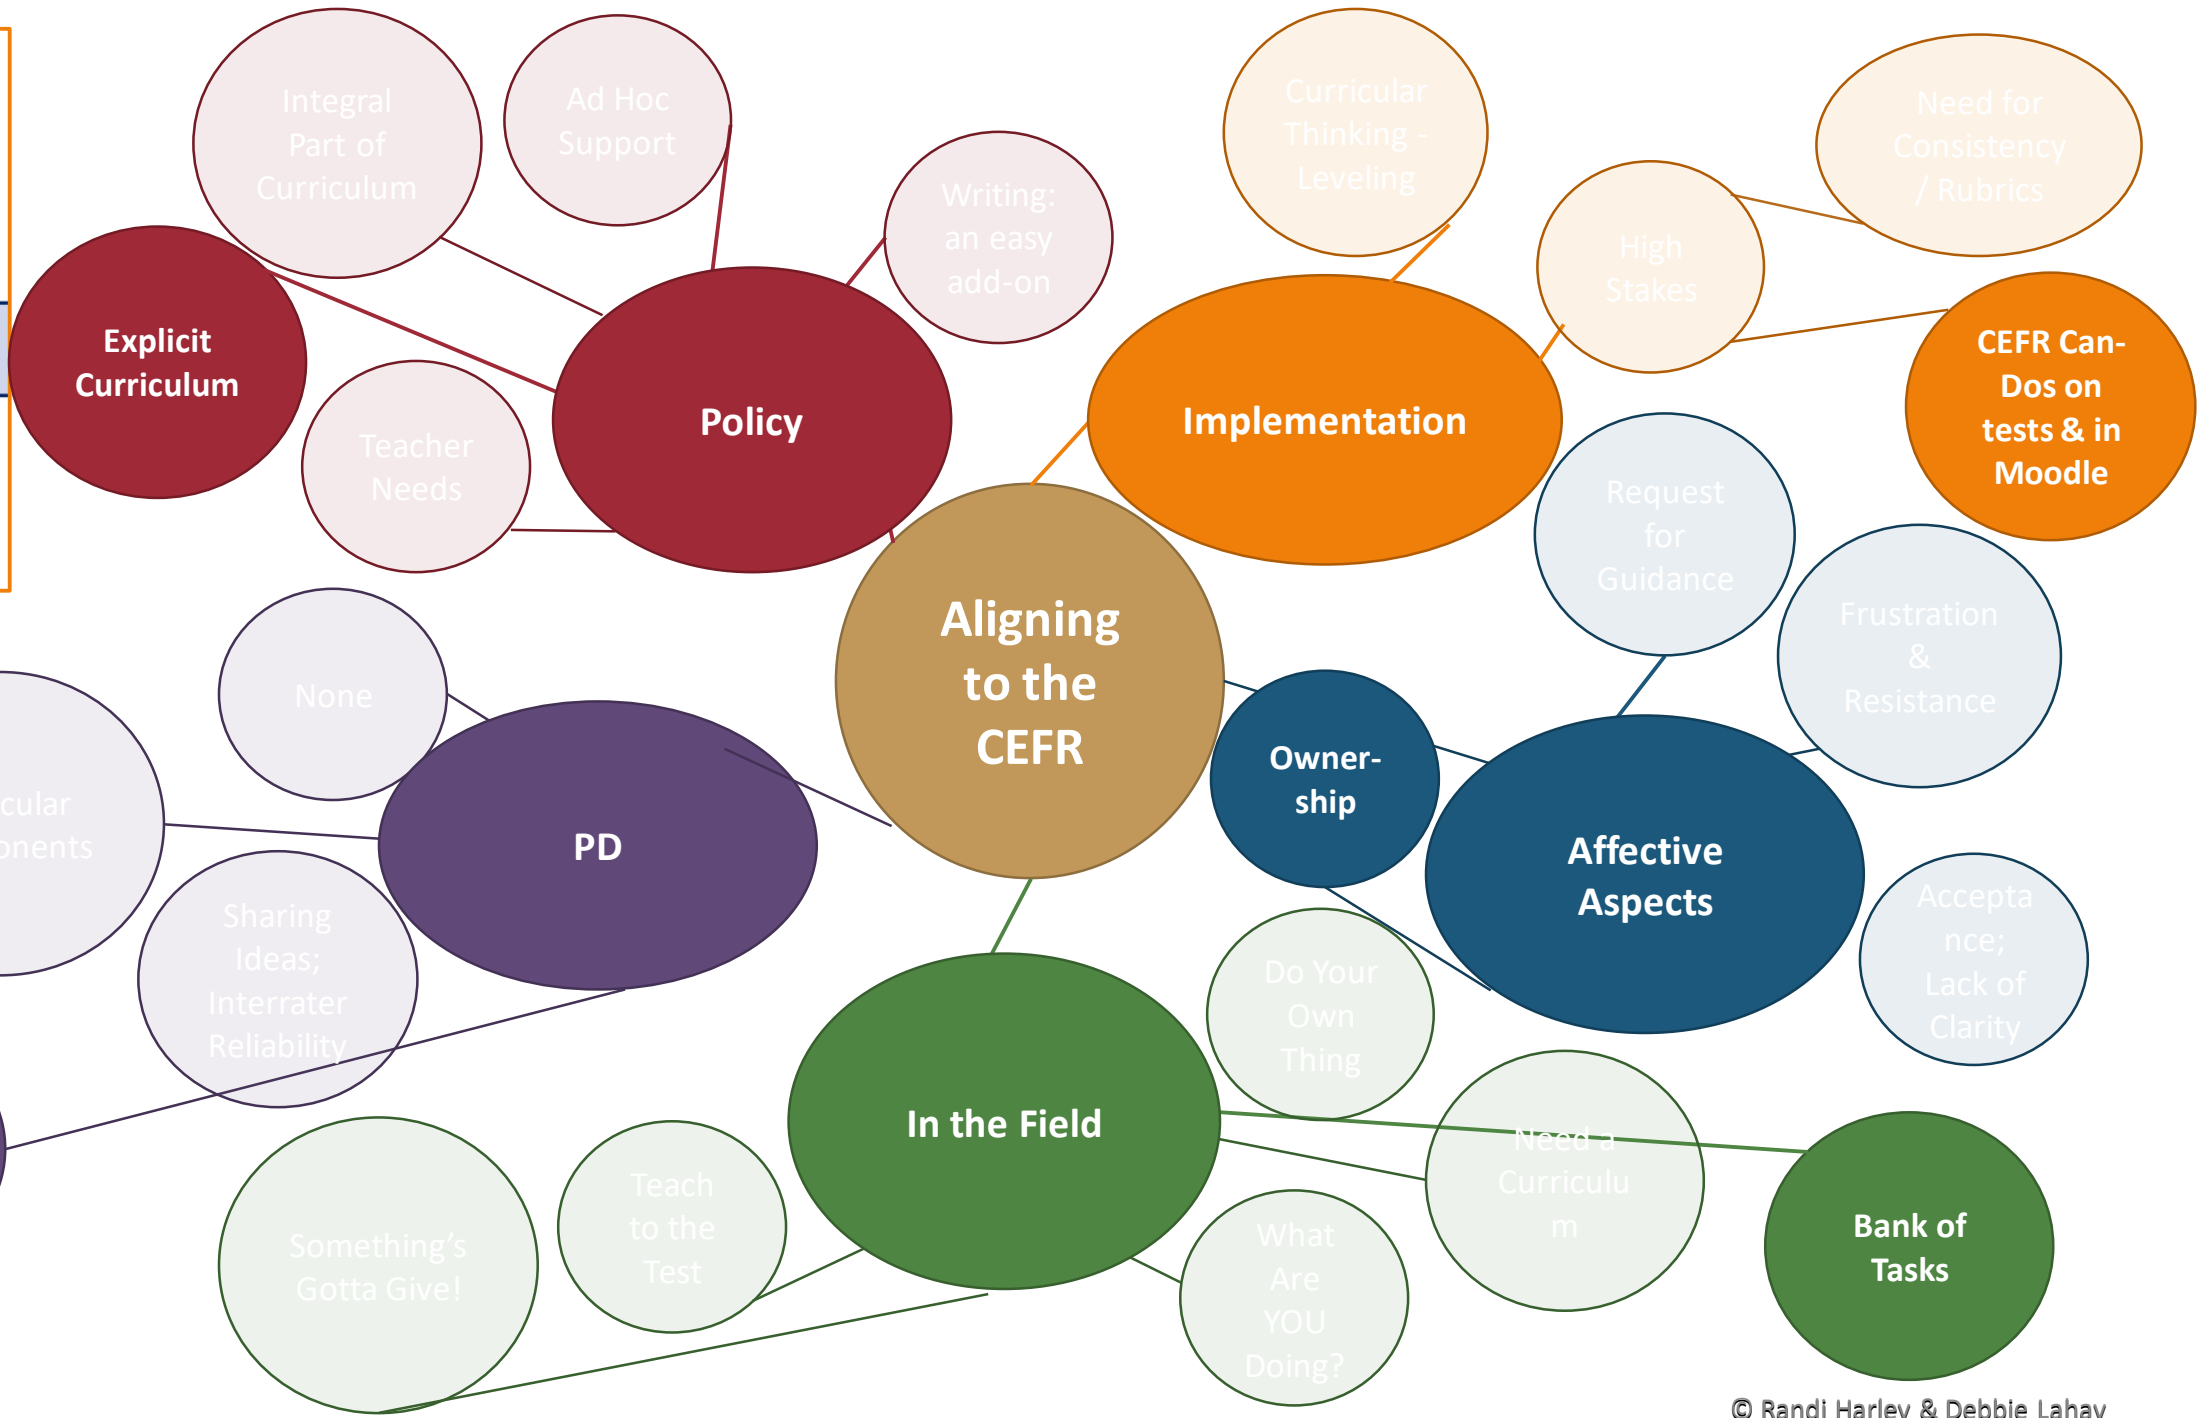 Integral
Part of
Curriculum
Ad Hoc
Support
Writing:
an easy
add-on
Curricular
Thinking -
Leveling
High
Stakes
Need for
Consistency
/ Rubrics
Explicit
Curriculum
Policy
Implementation
CEFR Can-
Dos on
tests & in
Moodle
Teacher
Needs
Request
for
Guidance
Frustration
&
Resistance
Aligning
to the
CEFR
None
Owner-
ship
cular
onents
PD
Affective
Aspects
Sharing
Ideas;
Interrater
Reliability
Accepta
nce;
Lack of
Clarity
Do Your
Own
Thing
In the Field
Need a
Curriculu
m
Something's
Gotta Give!
Teach
to the
Test
What
Are
YOU
Doing?
Bank of
Tasks
© Randi Harley & Debbie Lahav